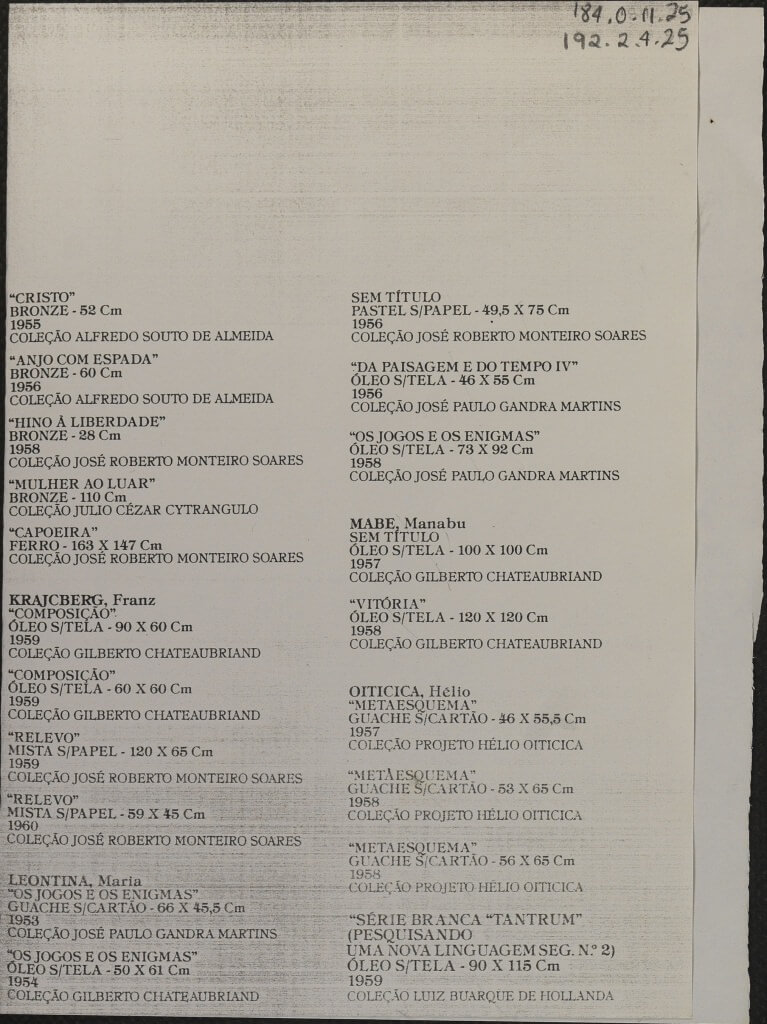 184.0.11.25
192.2.4.25
“CRISTO”
BRONZE - 52 Cm
1955
COLEÇÃO ALFREDO SOUTO DE ALMEIDA
“ANJO COM ESPADA”
BRONZE - 60 Cm
1956
COLEÇÃO ALFREDO SOUTO DE ALMEIDA
“HINO À LIBERDADE”
BRONZE - 28 Cm
1958
COLEÇÃO JOSÉ ROBERTO MONTEIRO SOARES
“MULHER AO LUAR”
BRONZE - 110 Cm
COLEÇÃO JULIO CÉZAR CYTRANGULO
“CAPOEIRA”
FERRO - 163 X 147 Cm
COLEÇÃO JOSÉ ROBERTO MONTEIRO SOARES
KRAJCBERG, Franz
“COMPOSIÇÃO”
ÓLEO S/TELA - 90 X 60 Cm
1959
COLEÇÃO GILBERTO CHATEAUBRIAND
“COMPOSIÇÃO”
ÓLEO S/TELA - 60 X 60 Cm
1959
COLEÇÃO GILBERTO CHATEAUBRIAND
“RELEVO”
MISTA S/PAPEL - 120 X 65 Cm
1959
COLEÇÃO JOSÉ ROBERTO MONTEIRO SOARES
“RELEVO”
MISTA S/PAPEL - 59 X 45 Cm
1960
COLEÇÃO JOSÉ ROBERTO MONTEIRO SOARES
LEONTINA, Maria
“OS JOGOS E OS ENIGMAS”
GUACHE S/CARTÃO - 66 X 45,5 Cm
1953
COLEÇÃO JOSÉ PAULO GANDRA MARTINS
“OS JOGOS E OS ENIGMAS”
ÓLEO S/TELA - 50 X 61 Cm
1954
COLEÇÃO GILBERTO CHATEAUBRIAND
SEM TÍTULO
PASTEL S/PAPEL - 49,5 X 75 Cm
1956
COLEÇÃO JOSÉ ROBERTO MONTEIRO SOARES
“DA PAISAGEM E DO TEMPO IV”
ÓLEO S/TELA - 46 X 55 Cm
1956
COLEÇÃO JOSÉ PAULO GANDRA MARTINS
“OS JOGOS E OS ENIGMAS”
ÓLEO S/TELA - 73 X 92 Cm
1958
COLEÇÃO JOSÉ PAULO GANDRA MARTINS
MABE, Manabu
SEM TÍTULO
ÓLEO S/TELA - 100 X 100 Cm
1957
COLEÇÃO GILBERTO CHATEAUBRIAND
“VITÓRIA”
ÓLEO S/TELA - 120 X 120 Cm
1958
COLEÇÃO GILBERTO CHATEAUBRIAND
OITICICA, Hélio
“METAESQUEMA”
GUACHE S/CARTÃO - 46 X 55,5 Cm
1957
COLEÇÃO PROJETO HÉLIO OITICICA
“METAESQUEMA”
GUACHE S/CARTÃO - 53 X 65 Cm
1958
COLEÇÃO PROJETO HÉLIO OITICICA
“METAESQUEMA”
GUACHE S/CARTÃO - 56 X 65 Cm
1958
COLEÇÃO PROJETO HÉLIO OITICICA
“SÉRIE BRANCA “TANTRUM”
(PESQUISANDO
UMA NOVA LINGUAGEM SEG. N.º 2)
ÓLEO S/TELA - 90 X 115 Cm
1959
COLEÇÃO LUIZ BUARQUE DE HOLLANDA